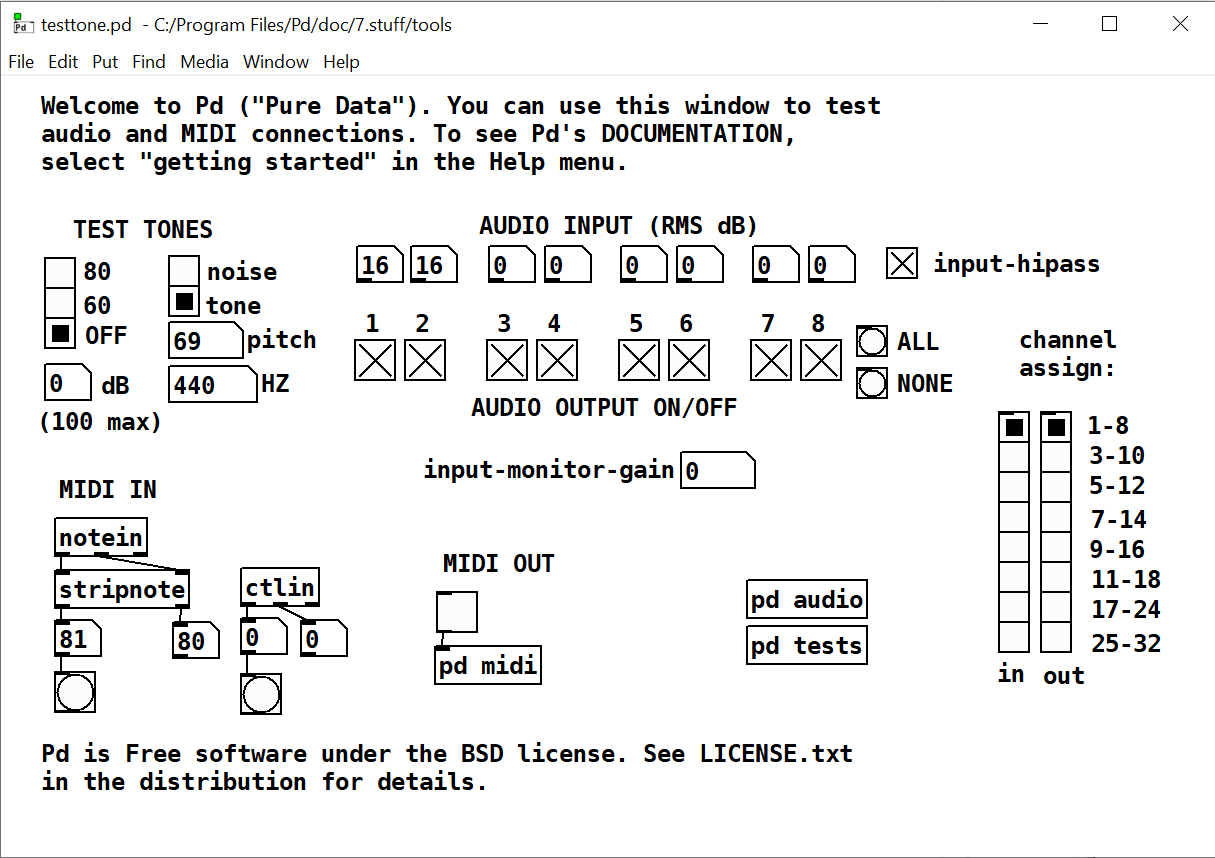 testtone.pd - C:/Program Files/Pd/doc/7.stuff/tools
File Edit Put Find Media Window Help
Welcome to Pd ("Pure Data"). You can use this window to test
audio and MIDI connections. To see Pd's DOCUMENTATION,
select "getting started" in the Help menu.
TEST TONES
80
60
OFF
0 dB
(100 max)
noise
tone
69 pitch
440 HZ
AUDIO INPUT (RMS dB)
16 16 0 0 0 0 0 0 input-hipass
1 2 3 4 5 6 7 8
ALL
NONE
AUDIO OUTPUT ON/OFF
input-monitor-gain 0
channel
assign:
1-8
3-10
5-12
7-14
9-16
11-18
17-24
25-32
in out
MIDI IN
notein
stripnote
81 80
ctlin
0 0
MIDI OUT
pd midi
pd audio
pd tests
Pd is Free software under the BSD license. See LICENSE.txt
in the distribution for details.